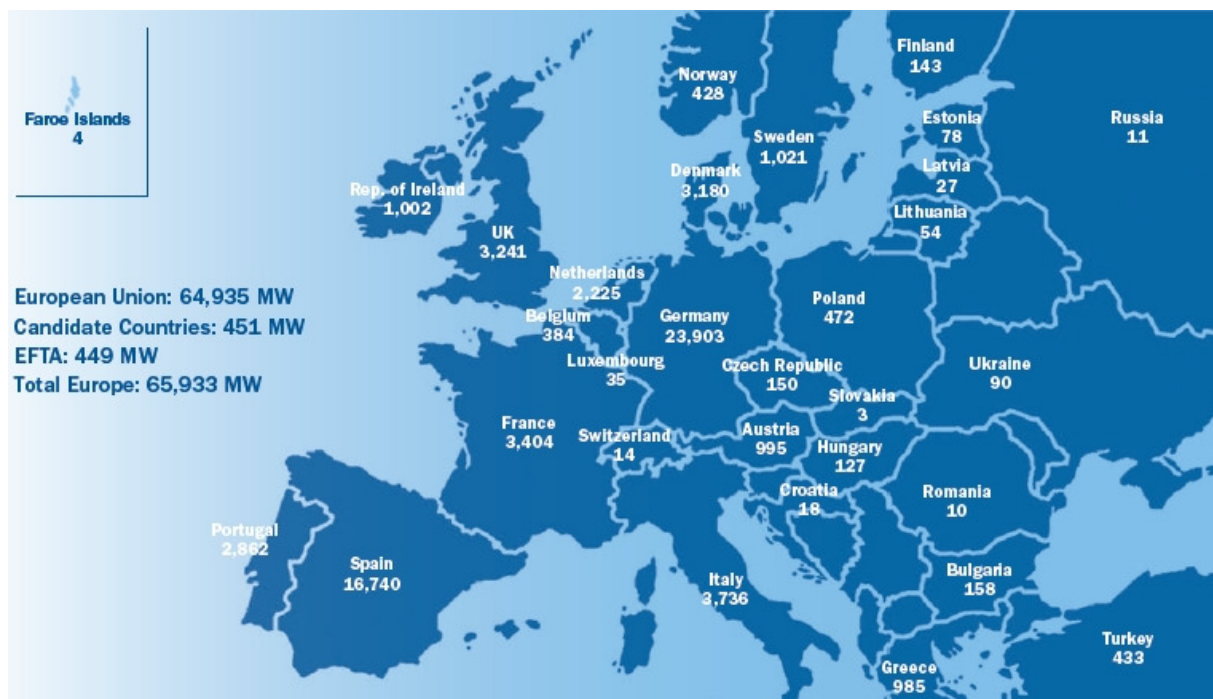 Finland
143
Norway
428
Faroe Islands
4
Estonia
78
Russia
11
Sweden
1,021
Denmark
3,180
Latvia
27
Rep. of Ireland
1,002
Lithuania
54
UK
3,241
Netherlands
2,225
European Union: 64,935 MW
Candidate Countries: 451 MW
EFTA: 449 MW
Total Europe: 65,933 MW
Belgium
384
Germany
23,903
Poland
472
Luxembourg
35
Czech Republic
150
Ukraine
90
Slovakia
3
France
3,404
Switzerland
14
Austria
995
Hungary
127
Croatia
18
Romania
10
Portugal
2,862
Spain
16,740
Italy
3,736
Bulgaria
158
Turkey
433
Greece
985